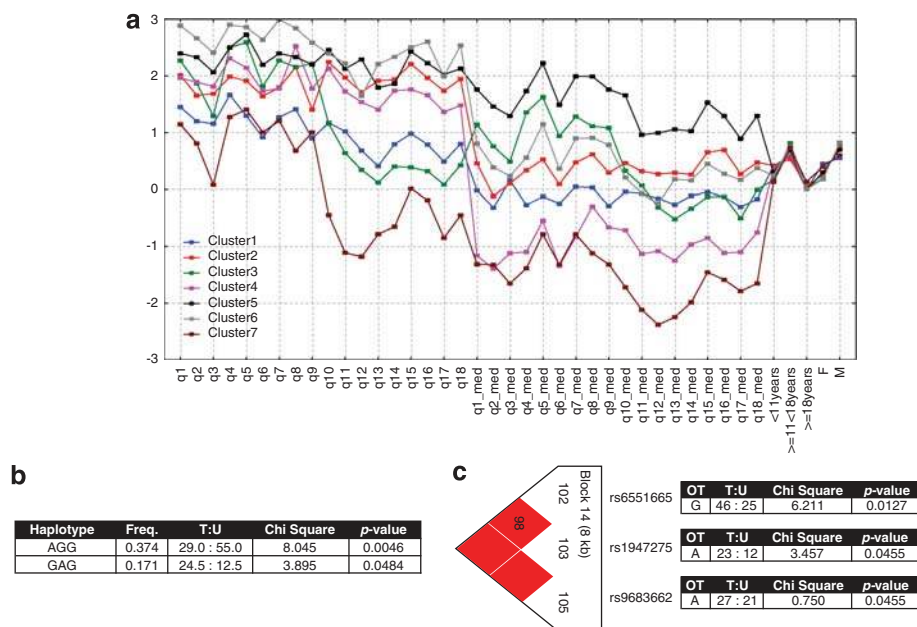 a
3
2
1
0
-1
-2
-3
Cluster1
Cluster2
Cluster3
Cluster4
Cluster5
Cluster6
Cluster7
q1
q2
q3
q4
q5
q6
q7
q8
q9
q10
q11
q12
q13
q14
q15
q16
q17
q18
q1_med
q2_med
q3_med
q4_med
q5_med
q6_med
q7_med
q8_med
q9_med
q10_med
q11_med
q12_med
q13_med
q14_med
q15_med
q16_med
q17_med
q18_med
<11years
>=11<18years
>=18years
F
M
b
Haplotype Freq. T:U Chi Square p-value
AGG 0.374 29.0 : 55.0 8.045 0.0046
GAG 0.171 24.5 : 12.5 3.895 0.0484
c
Block 14 (8 kb)
102
103
105
98
rs6551665
OT T:U Chi Square p-value
G 46 : 25 6.211 0.0127
rs1947275
OT T:U Chi Square p-value
A 23 : 12 3.457 0.0455
rs9683662
OT T:U Chi Square p-value
A 27 : 21 0.750 0.0455